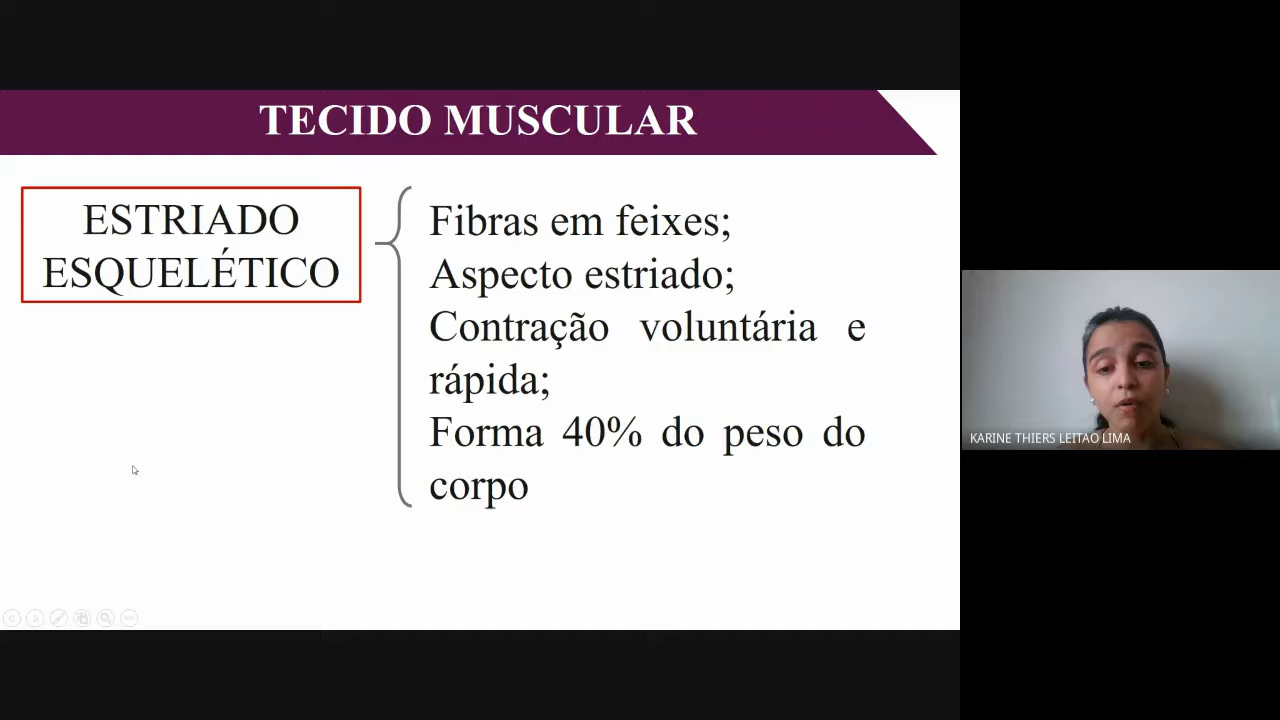 TECIDO MUSCULAR
ESTRIADO
ESQUELÉTICO
Fibras em feixes;
Aspecto estriado;
Contração voluntária e
rápida;
Forma 40% do peso do
corpo
KARINE THIERS LEITAO LIMA